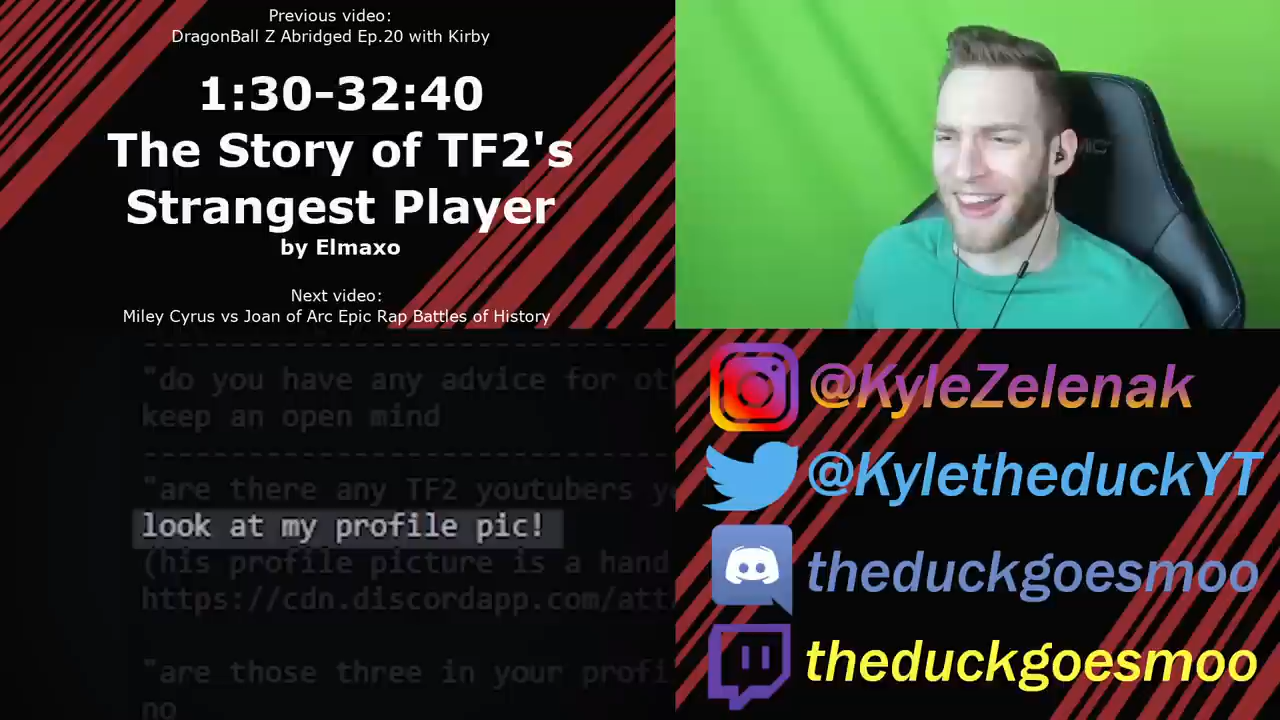 Previous video:
DragonBall Z Abridged Ep.20 with Kirby
1:30-32:40
The Story of TF2's
Strangest Player
by Elmaxo
Next video:
Miley Cyrus vs Joan of Arc Epic Rap Battles of History
"do you have any advice for
keep an open mind
"are there any TF2 youtubers
look at my profile pic!
(his profile picture is a hand
https://cdn.discordapp.com/att
"are those three in your profi
no
@KyleZelenak
@KyletheduckYT
theduckgoesmoo
theduckgoesmoo